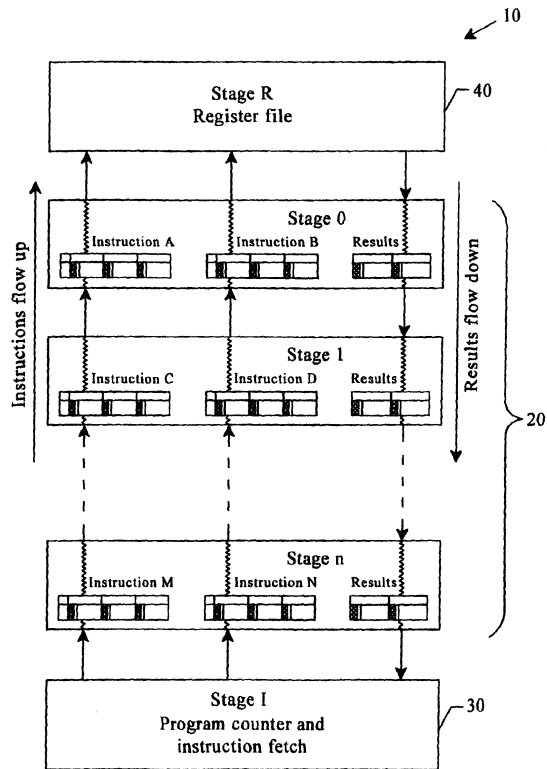 10
Stage R
Register file
40
Instructions flow up
Results flow down
20
Stage 0
Instruction A Instruction B Results
Stage 1
Instruction C Instruction D Results
Stage n
Instruction M Instruction N Results
Stage I
Program counter and
instruction fetch
30